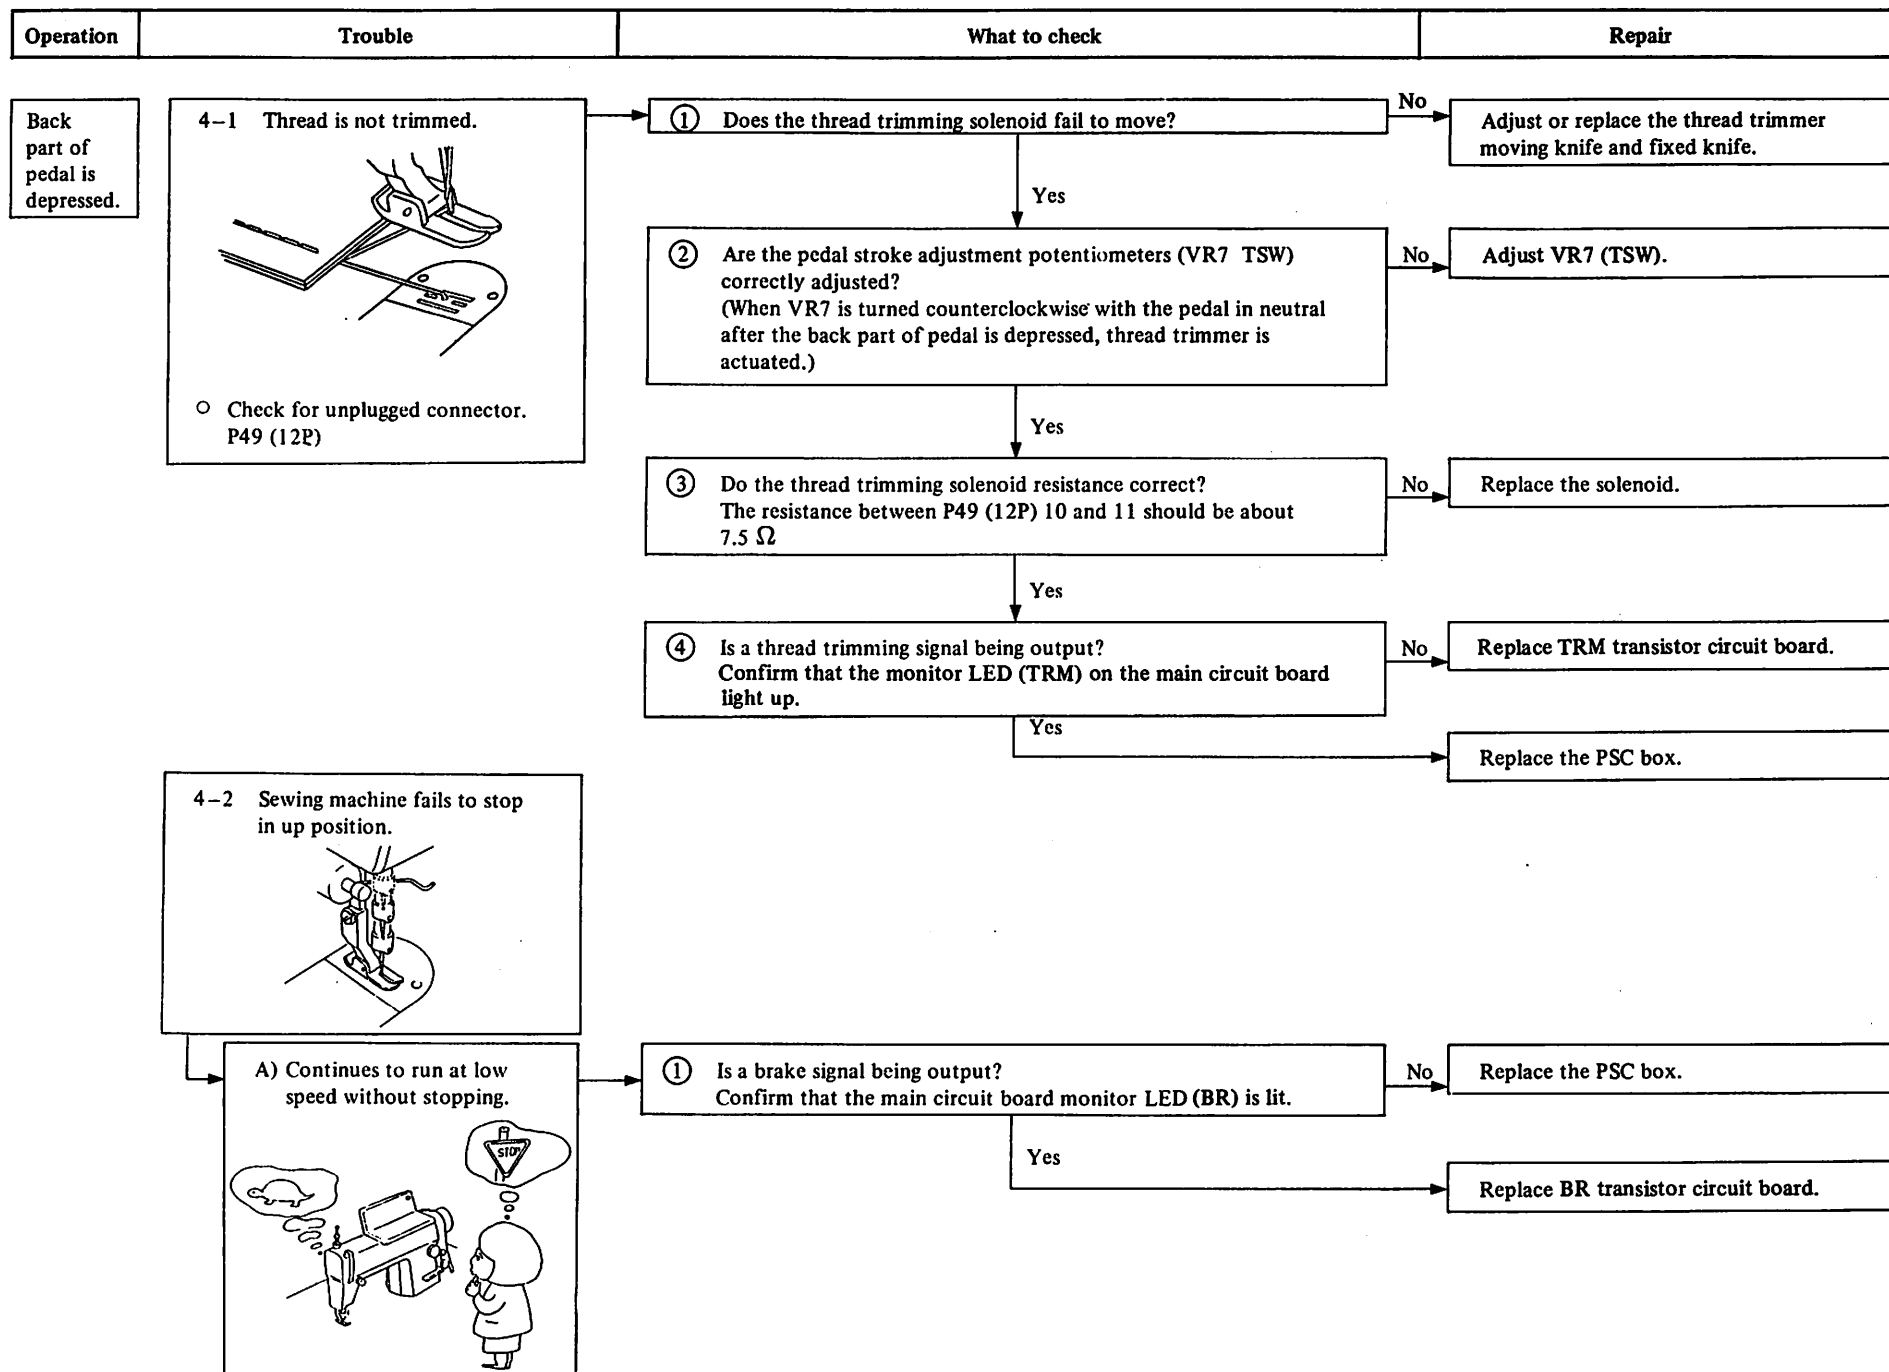 Operation
Trouble
What to check
Repair
Back
part of
pedal is
depressed.
4–1 Thread is not trimmed.
○ Check for unplugged connector.
P49 (12P)
① Does the thread trimming solenoid fail to move?
No
Adjust or replace the thread trimmer
moving knife and fixed knife.
Yes
② Are the pedal stroke adjustment potentiometers (VR7 TSW)
correctly adjusted?
(When VR7 is turned counterclockwise with the pedal in neutral
after the back part of pedal is depressed, thread trimmer is
actuated.)
No
Adjust VR7 (TSW).
Yes
③ Do the thread trimming solenoid resistance correct?
The resistance between P49 (12P) 10 and 11 should be about
7.5 Ω
No
Replace the solenoid.
Yes
④ Is a thread trimming signal being output?
Confirm that the monitor LED (TRM) on the main circuit board
light up.
No
Replace TRM transistor circuit board.
Yes
Replace the PSC box.
4–2 Sewing machine fails to stop
in up position.
A) Continues to run at low
speed without stopping.
STOP
① Is a brake signal being output?
Confirm that the main circuit board monitor LED (BR) is lit.
No
Replace the PSC box.
Yes
Replace BR transistor circuit board.